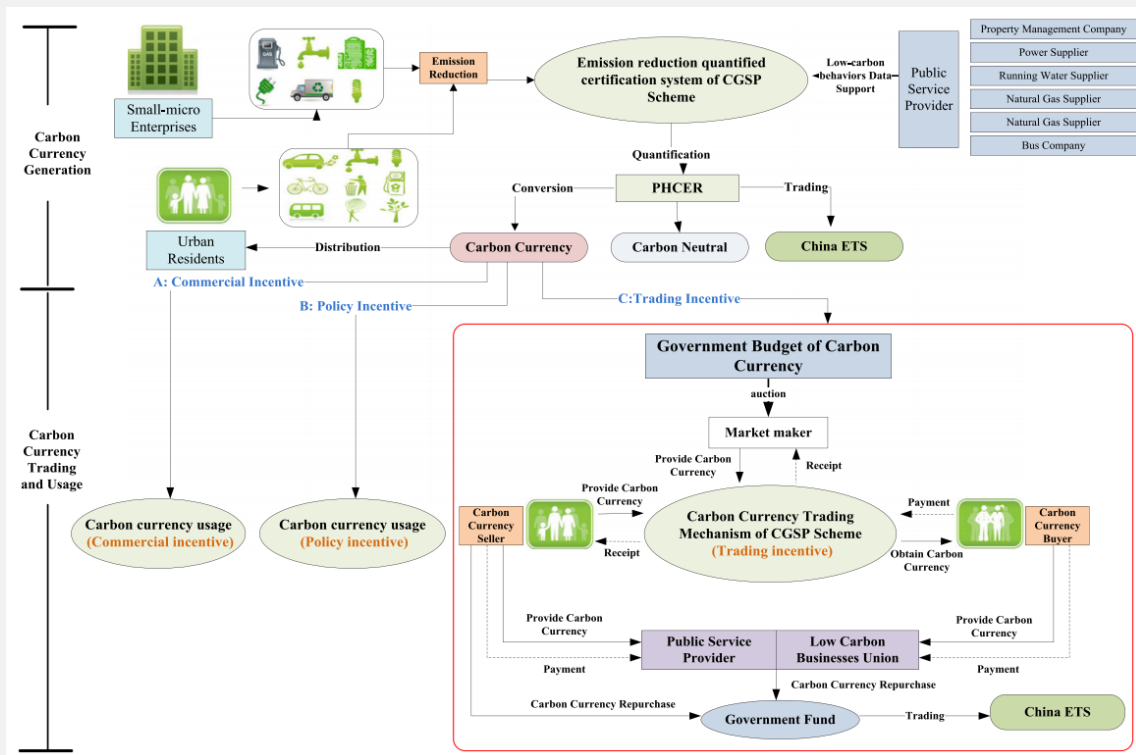 Property Management Company
Power Supplier
Running Water Supplier
Natural Gas Supplier
Natural Gas Supplier
Bus Company
Public
Service
Provider
Low-carbon
behaviors Data
Support
Emission reduction quantified
certification system of CGSP
Scheme
Emission
Reduction
GAS
Small-micro
Enterprises
Carbon
Currency
Generation
Quantification
Conversion
PHCER
Trading
Urban
Residents
Distribution
Carbon Currency
Carbon Neutral
China ETS
A: Commercial Incentive
B: Policy Incentive
C:Trading Incentive
Government Budget of Carbon
Currency
auction
Market maker
Provide Carbon
Currency
Receipt
Carbon
Currency
Trading
and Usage
Carbon currency usage
(Commercial incentive)
Carbon currency usage
(Policy incentive)
Carbon
Currency
Seller
Provide Carbon
Currency
Receipt
Carbon Currency Trading
Mechanism of CGSP Scheme
(Trading incentive)
Payment
Obtain Carbon
Currency
Carbon
Currency
Buyer
Provide Carbon
Currency
Payment
Public Service
Provider
Low Carbon
Businesses Union
Provide Carbon
Currency
Payment
Carbon Currency Repurchase
Carbon Currency Repurchase
Government Fund
Trading
China ETS